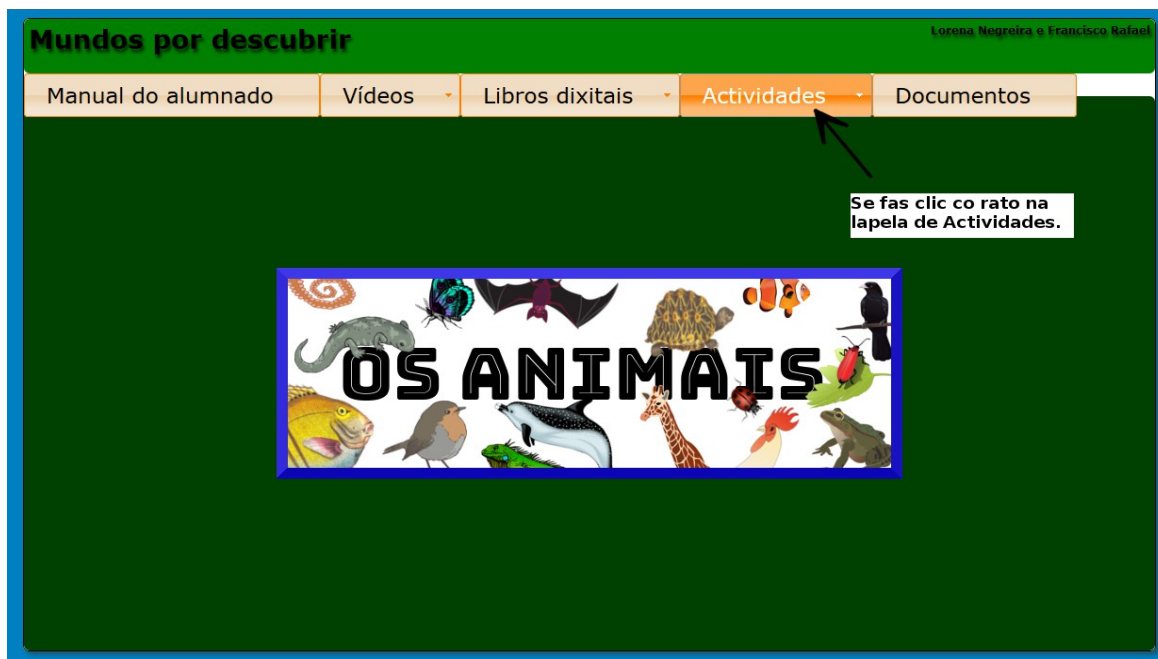 Mundos por descubrir
Lorena Negreira e Francisco Rafael
Manual do alumnado Vídeos Libros dixitais Actividades Documentos
Se fas clic co rato na
lapela de Actividades.
OS ANIMAIS